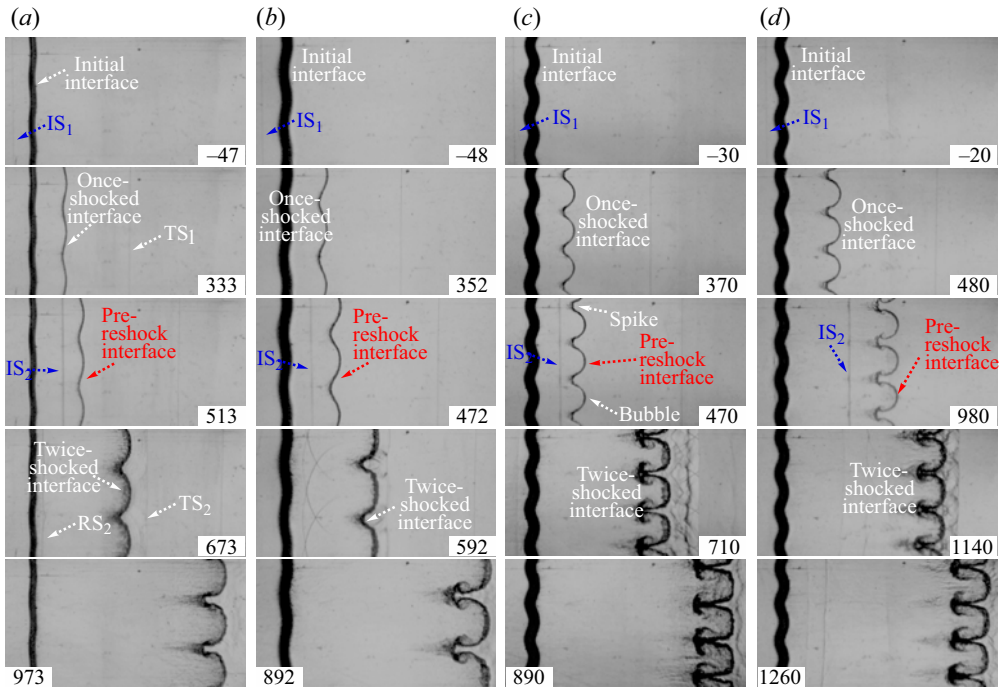 (a)
(b)
(c)
(d)
Initial
interface
IS1
–47
Initial
interface
IS1
–48
Initial
interface
IS1
–30
Initial
interface
IS1
–20
Once-
shocked
interface
TS1
333
Once-
shocked
interface
352
Once-
shocked
interface
370
Once-
shocked
interface
480
Pre-
reshock
interface
IS2
513
Pre-
reshock
interface
IS2
472
Spike
Pre-
reshock
interface
IS2
Bubble
470
IS2
Pre-
reshock
interface
980
Twice-
shocked
interface
RS2
TS2
673
Twice-
shocked
interface
592
Twice-
shocked
interface
710
Twice-
shocked
interface
1140
973
892
890
1260